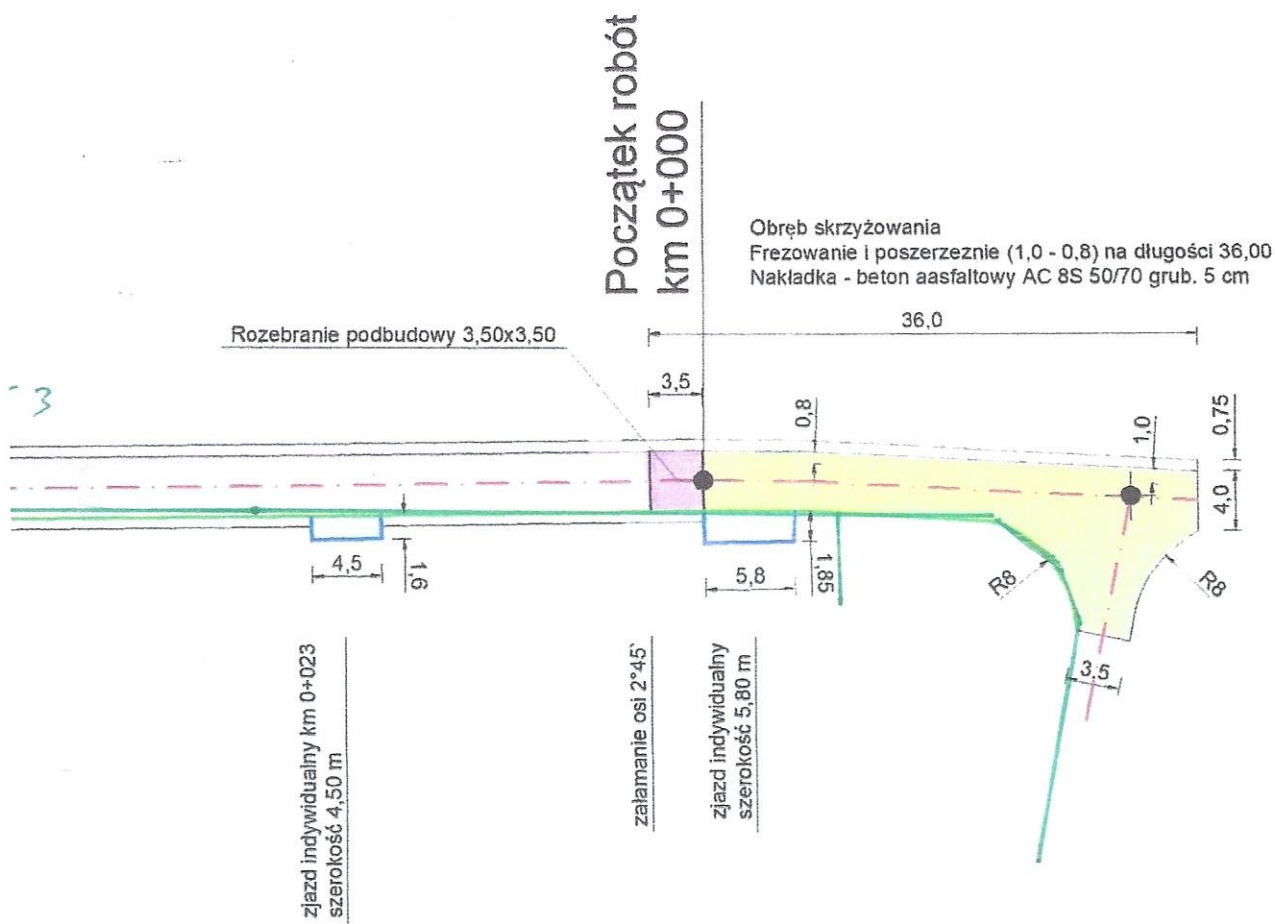 Początek robót
km 0+000
Obręb skrzyżowania
Frezowanie i poszerzeznie (1,0 - 0,8) na długości 36,00
Nakładka - beton aasfaltowy AC 8S 50/70 grub. 5 cm
36,0
Rozebranie podbudowy 3,50x3,50
3,5
0,8
1,0
0,75
4,0
3
4,5
1,6
5,8
1,85
R8
R8
3,5
zjazd indywidualny km 0+023
szerokość 4,50 m
załamanie osi 2°45'
zjazd indiwidualny
szerokość 5,80 m